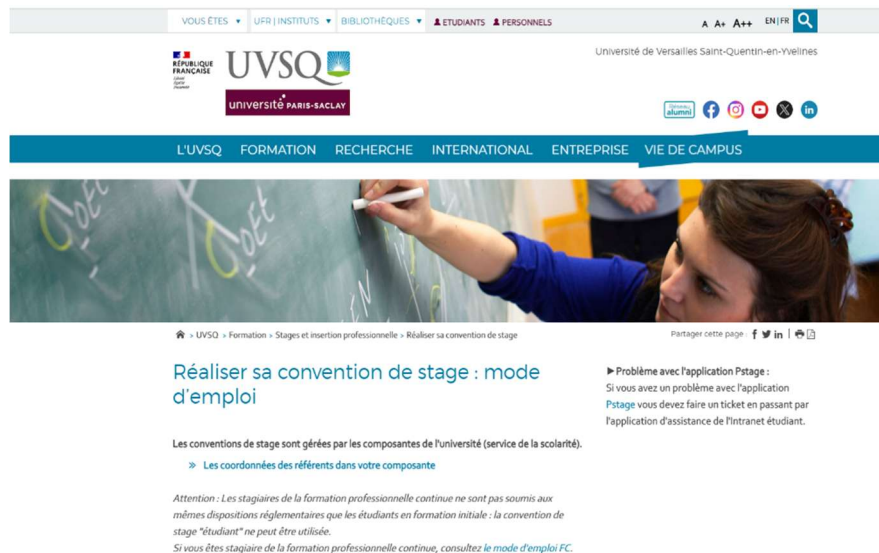 VOUS ÊTES ▼ UFR | INSTITUTS ▼ BIBLIOTHÈQUES ▼ ETUDIANTS PERSONNELS A A+ A++ EN|FR
RÉPUBLIQUE
FRANÇAISE
Liberté
Égalité
Fraternité
UVSQ
université PARIS-SACLAY
Université de Versailles Saint-Quentin-en-Yvelines
alumni
L'UVSQ FORMATION RECHERCHE INTERNATIONAL ENTREPRISE VIE DE CAMPUS
> UVSQ > Formation > Stages et insertion professionnelle > Réaliser sa convention de stage
Partager cette page :
Réaliser sa convention de stage : mode
d'emploi
Les conventions de stage sont gérées par les composantes de l'université (service de la scolarité).
» Les coordonnées des référents dans votre composante
Attention : Les stagiaires de la formation professionnelle continue ne sont pas soumis aux
mêmes dispositions réglementaires que les étudiants en formation initiale : la convention de
stage "étudiant" ne peut être utilisée.
Si vous êtes stagiaire de la formation professionnelle continue, consultez le mode d'emploi FC.
►Problème avec l'application Pstage :
Si vous avez un problème avec l'application
Pstage vous devez faire un ticket en passant par
l'application d'assistance de l'Intranet étudiant.